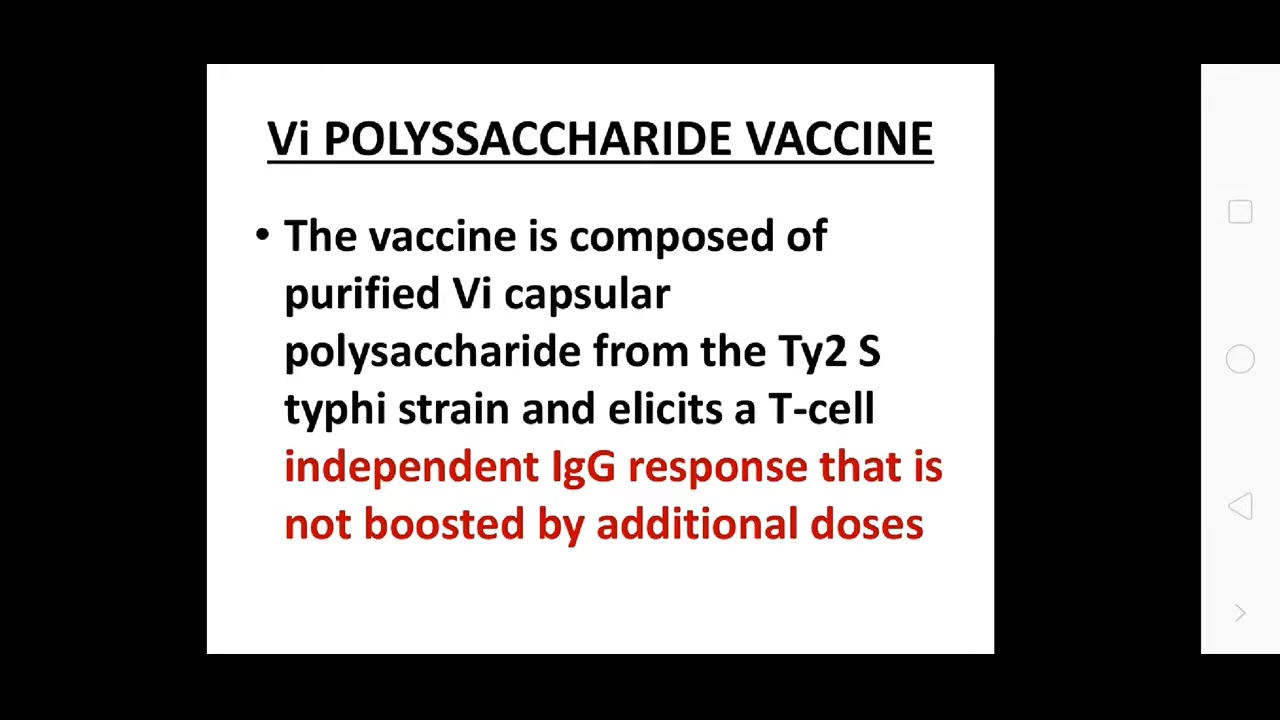 Vi POLYSSACCHARIDE VACCINE
• The vaccine is composed of
purified Vi capsular
polysaccharide from the Ty2 S
typhi strain and elicits a T-cell
independent IgG response that is
not boosted by additional doses